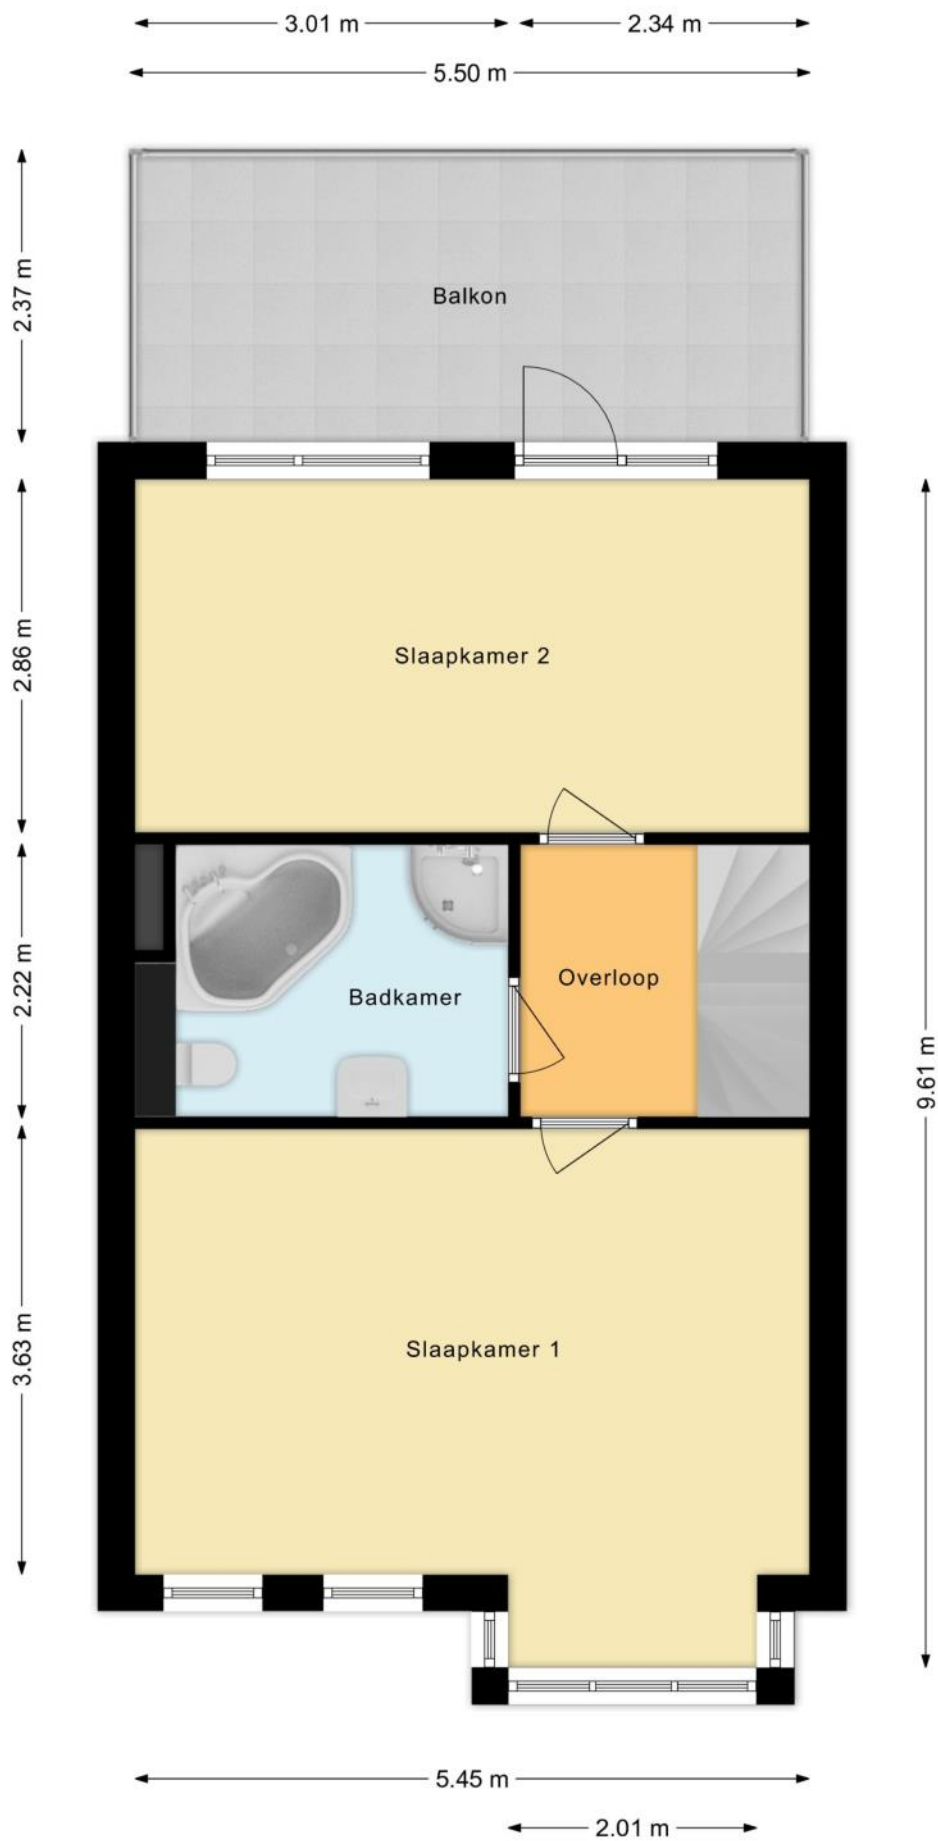 3.01 m
2.34 m
5.50 m
2.37 m
Balkon
2.86 m
Slaapkamer 2
2.22 m
Badkamer
Overloop
9.61 m
3.63 m
Slaapkamer 1
5.45 m
2.01 m